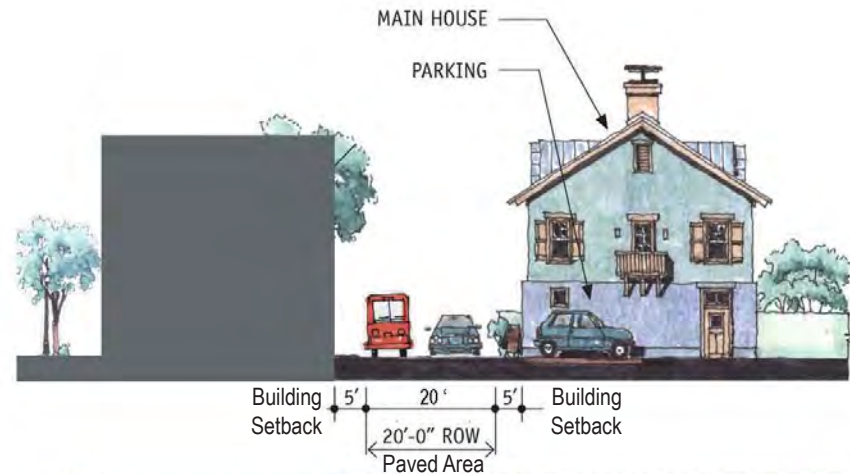 MAIN HOUSE
PARKING
Building Setback
5′
20 ‘
5′
Building Setback
20′-0″ ROW
Paved Area